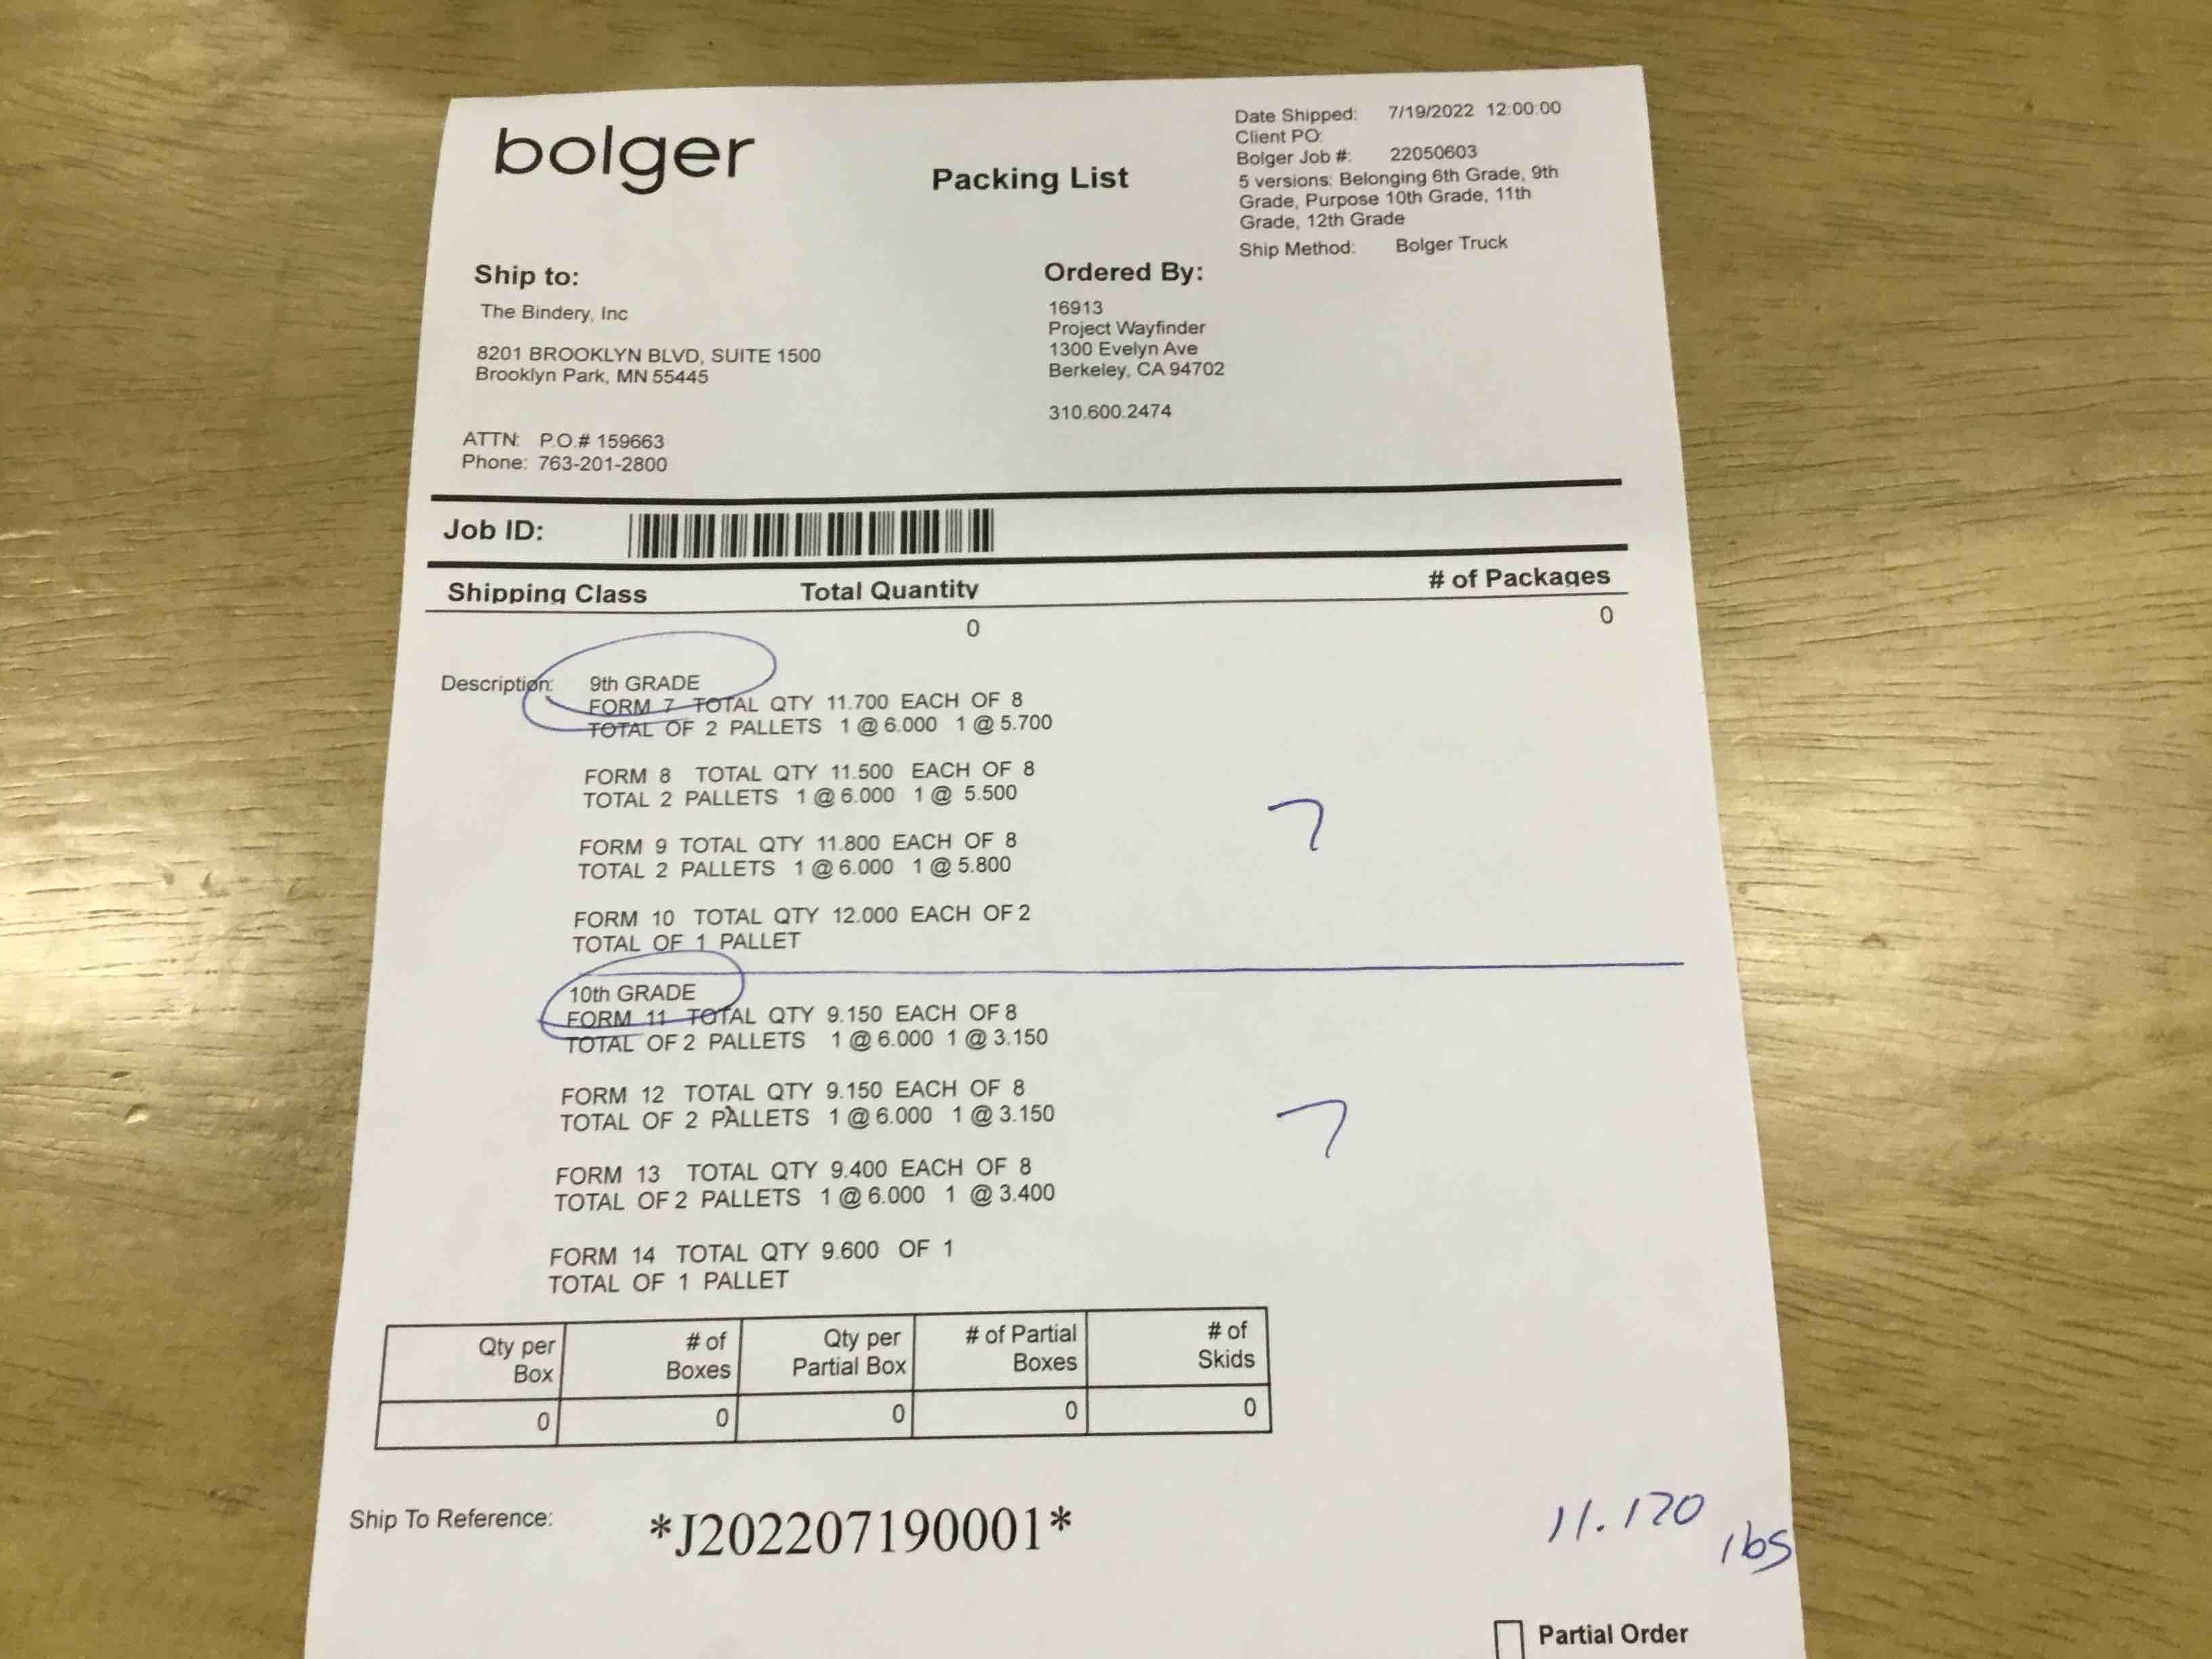 bolger
Packing List
Date Shipped: 7/19/2022 12:00:00
Client PO:
Bolger Job #: 22050603
5 versions: Belonging 6th Grade, 9th
Grade, Purpose 10th Grade, 11th
Grade, 12th Grade
Ship Method: Bolger Truck
Ship to:
The Bindery, Inc
8201 BROOKLYN BLVD, SUITE 1500
Brooklyn Park, MN 55445
ATTN: P.O.# 159663
Phone: 763-201-2800
Ordered By:
16913
Project Wayfinder
1300 Evelyn Ave
Berkeley, CA 94702
310.600.2474
Job ID:
Shipping Class Total Quantity # of Packages
0 0
Description: 9th GRADE
FORM 7 TOTAL QTY 11.700 EACH OF 8
TOTAL OF 2 PALLETS 1 @ 6.000 1 @ 5.700
FORM 8 TOTAL QTY 11.500 EACH OF 8
TOTAL 2 PALLETS 1 @ 6.000 1 @ 5.500
7
FORM 9 TOTAL QTY 11.800 EACH OF 8
TOTAL 2 PALLETS 1 @ 6.000 1 @ 5.800
FORM 10 TOTAL QTY 12.000 EACH OF 2
TOTAL OF 1 PALLET
10th GRADE
FORM 11 TOTAL QTY 9.150 EACH OF 8
TOTAL OF 2 PALLETS 1 @ 6.000 1 @ 3.150
FORM 12 TOTAL QTY 9.150 EACH OF 8
TOTAL OF 2 PALLETS 1 @ 6.000 1 @ 3.150
7
FORM 13 TOTAL QTY 9.400 EACH OF 8
TOTAL OF 2 PALLETS 1 @ 6.000 1 @ 3.400
FORM 14 TOTAL QTY 9.600 OF 1
TOTAL OF 1 PALLET
Qty per Box # of Boxes Qty per Partial Box # of Partial Boxes # of Skids
0 0 0 0 0
Ship To Reference: *J202207190001*
11.170 lbs
Partial Order